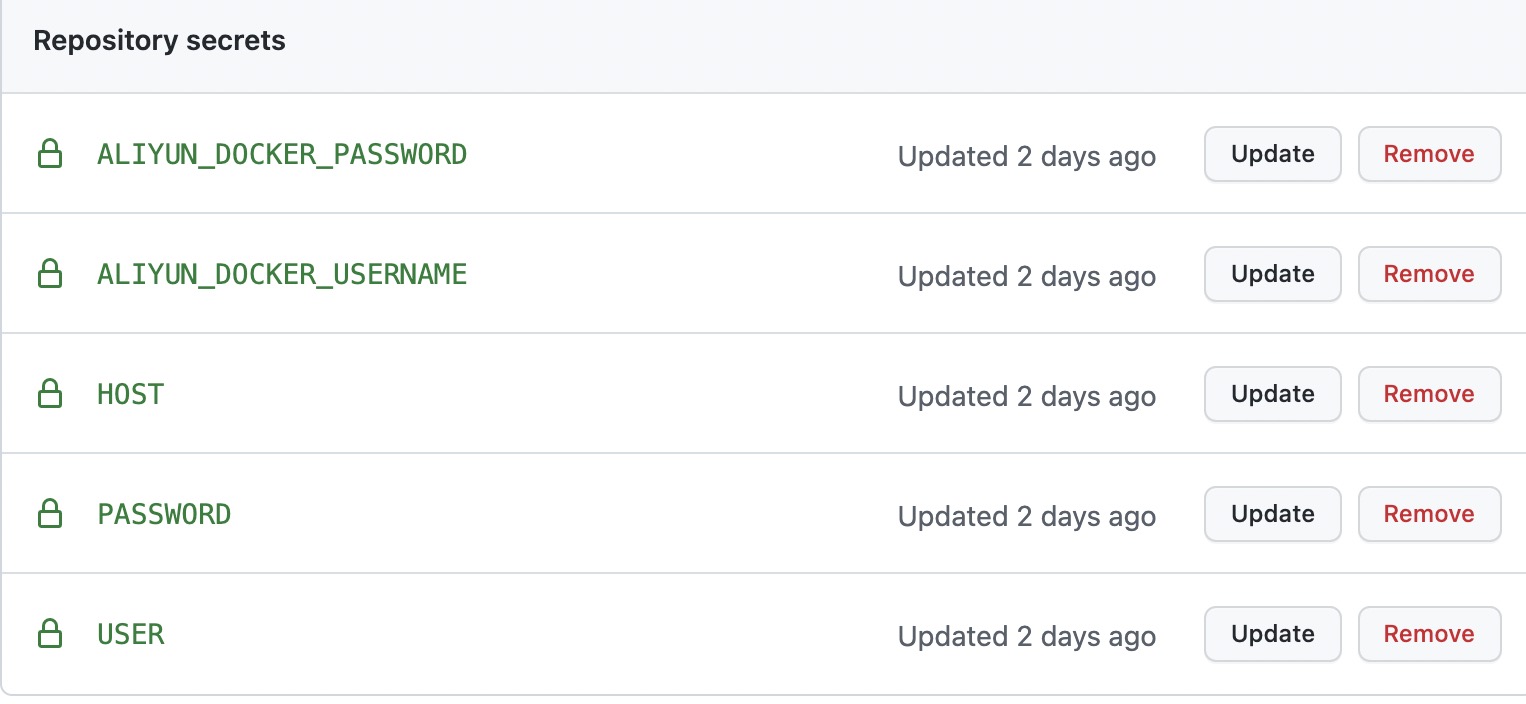 Repository secrets
ALIYUN_DOCKER_PASSWORD Updated 2 days ago Update Remove
ALIYUN_DOCKER_USERNAME Updated 2 days ago Update Remove
HOST Updated 2 days ago Update Remove
PASSWORD Updated 2 days ago Update Remove
USER Updated 2 days ago Update Remove